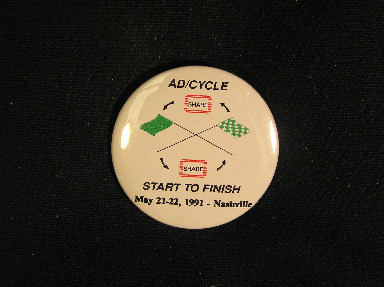 AD/CYCLE
SHARE
SHARE
START TO FINISH
May 21-22, 1991 - Nashville